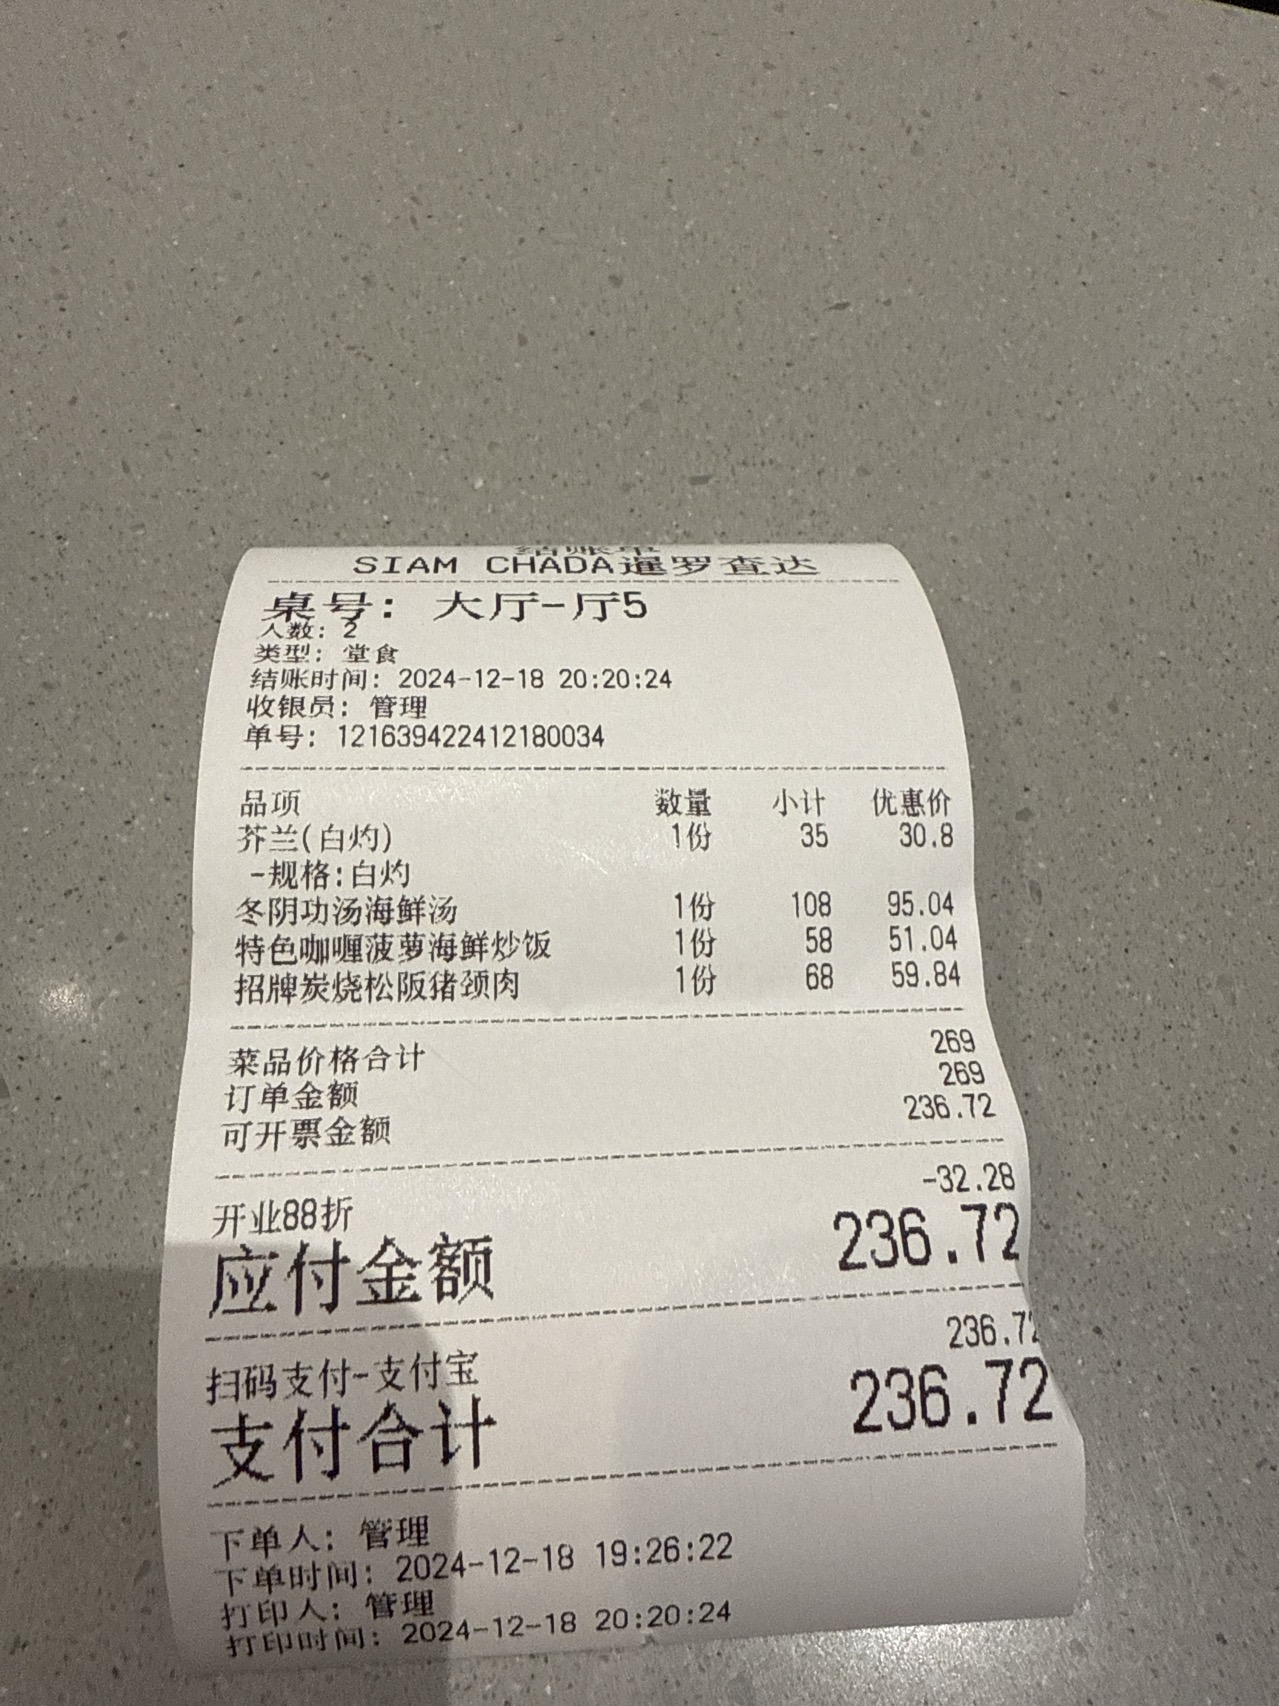 结账单
SIAM CHADA暹罗查达
桌号: 大厅-厅5
人数: 2
类型: 堂食
结账时间: 2024-12-18 20:20:24
收银员: 管理
单号: 121639422412180034
品项 数量 小计 优惠价
芥兰(白灼) 1份 35 30.8
-规格:白灼
冬阴功汤海鲜汤 1份 108 95.04
特色咖喱菠萝海鲜炒饭 1份 58 51.04
招牌炭烧松阪猪颈肉 1份 68 59.84
菜品价格合计 269
订单金额 269
可开票金额 236.72
开业88折 -32.28
应付金额 236.72
扫码支付-支付宝 236.72
支付合计 236.72
下单人: 管理
下单时间: 2024-12-18 19:26:22
打印人: 管理
打印时间: 2024-12-18 20:20:24